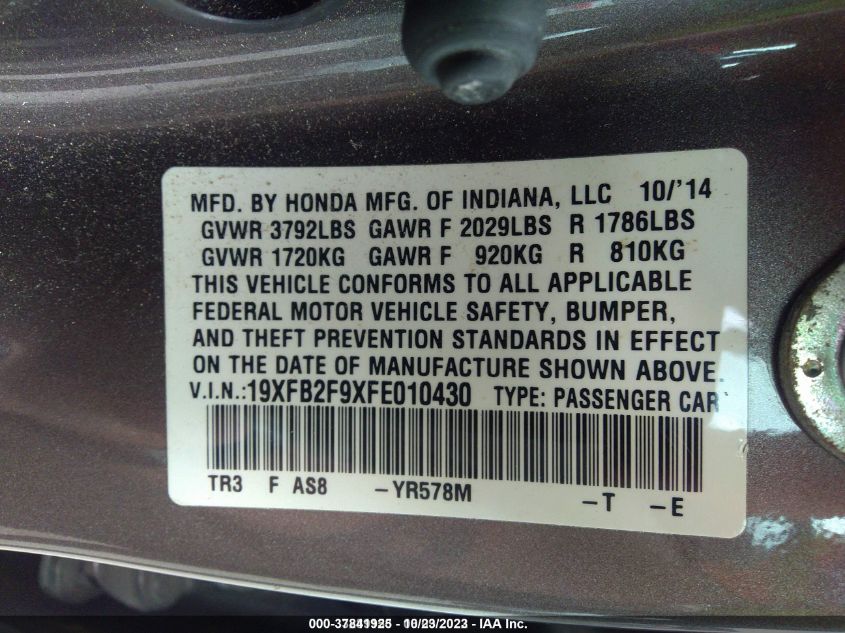 MFD. BY HONDA MFG. OF INDIANA, LLC 10/'14
GVWR 3792LBS GAWR F 2029LBS R 1786LBS
GVWR 1720KG GAWR F 920KG R 810KG
THIS VEHICLE CONFORMS TO ALL APPLICABLE
FEDERAL MOTOR VEHICLE SAFETY, BUMPER,
AND THEFT PREVENTION STANDARDS IN EFFECT
ON THE DATE OF MANUFACTURE SHOWN ABOVE.
V.I.N.:19XFB2F9XFE010430 TYPE: PASSENGER CAR
TR3 F AS8 -YR578M -T -E
- IAA Inc.